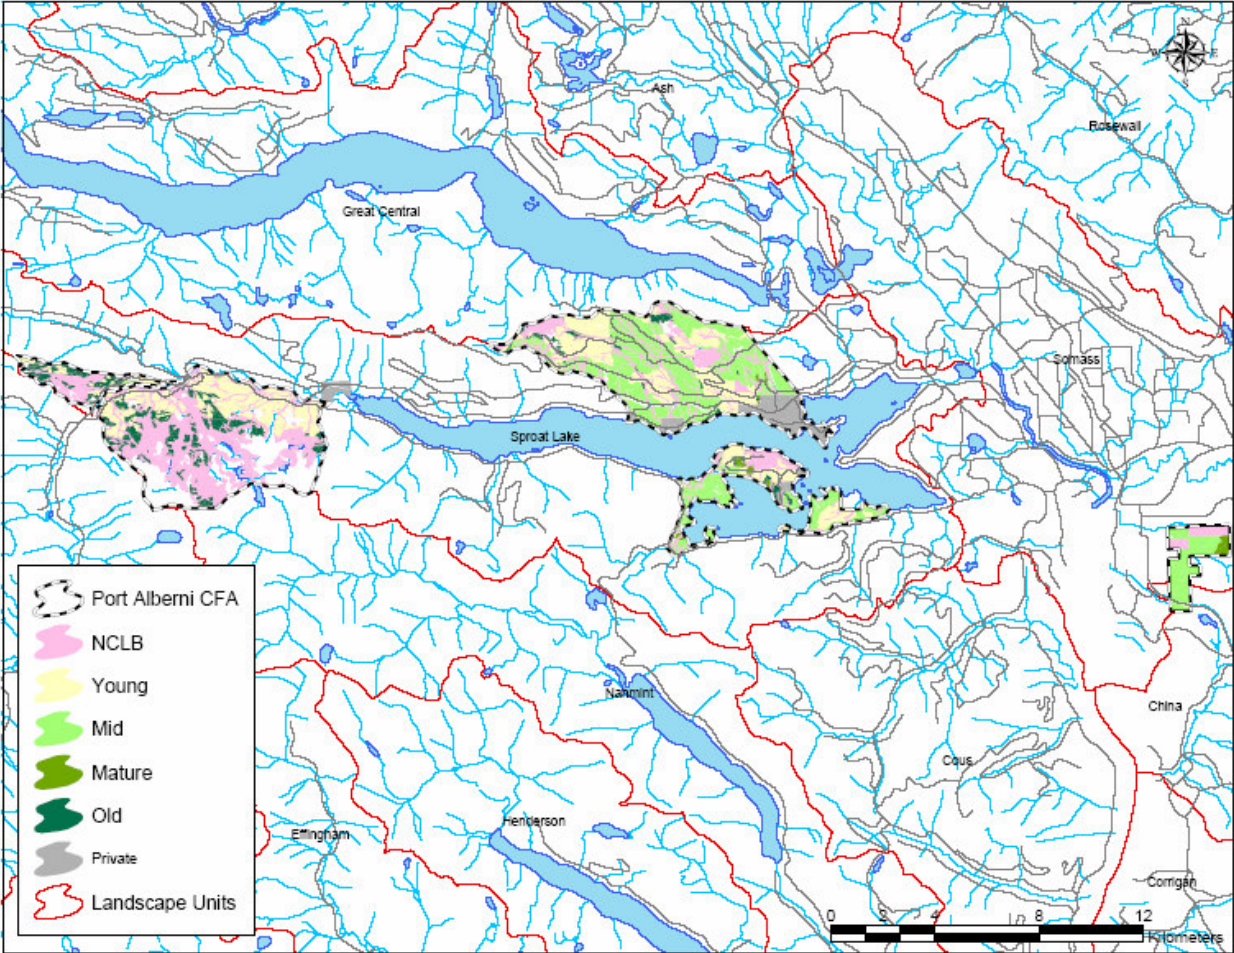 N
W E
S
Ash
Rosewall
Great Central
Somass
Sproat Lake
Port Alberni CFA
NCLB
Young
Mid
Mature
Old
Private
Landscape Units
Nahmint
China
Cous
Henderson
Effingham
Corrigan
0 2 4 8 12
Kilometers